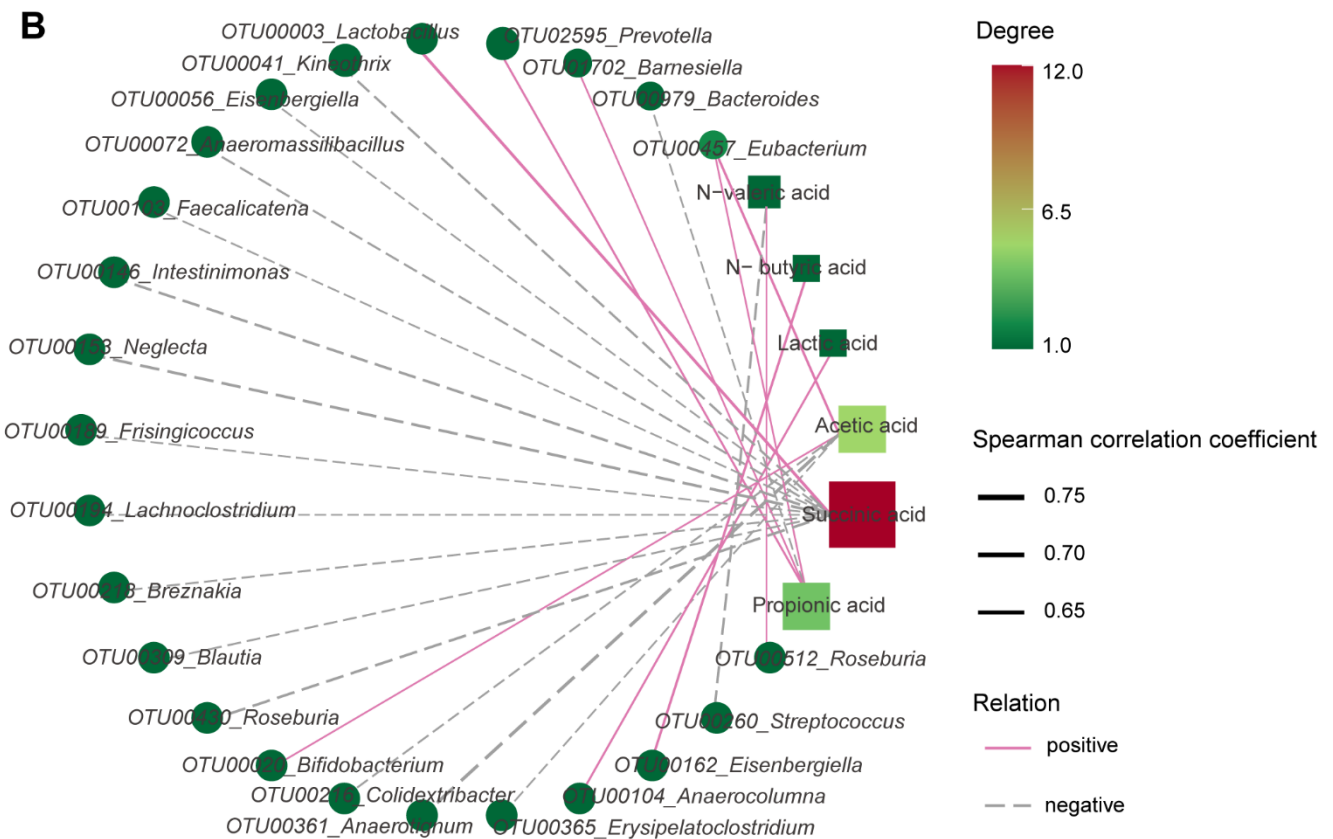 B
OTU00003_Lactobacillus
OTU02595_Prevotella
OTU00041_Kineothrix
OTU01702_Barnesiella
OTU00056_Eisenbergiella
OTU00979_Bacteroides
OTU00072_Anaeromassilibacillus
OTU00457_Eubacterium
N-valeric acid
OTU00103_Faecalicatena
OTU00146_Intestinimonas
N- butyric acid
OTU00153_Neglecta
Lactic acid
OTU00189_Frisingicoccus
Acetic acid
OTU00194_Lachnoclostridium
Succinic acid
OTU00218_Breznakia
Propionic acid
OTU00309_Blautia
OTU00512_Roseburia
OTU00430_Roseburia
OTU00260_Streptococcus
OTU00020_Bifidobacterium
OTU00162_Eisenbergiella
OTU00216_Colidextribacter
OTU00104_Anaerocolumna
OTU00361_Anaerotignum
OTU00365_Erysipelatoclostridium
Degree
12.0
6.5
1.0
Spearman correlation coefficient
0.75
0.70
0.65
Relation
positive
negative